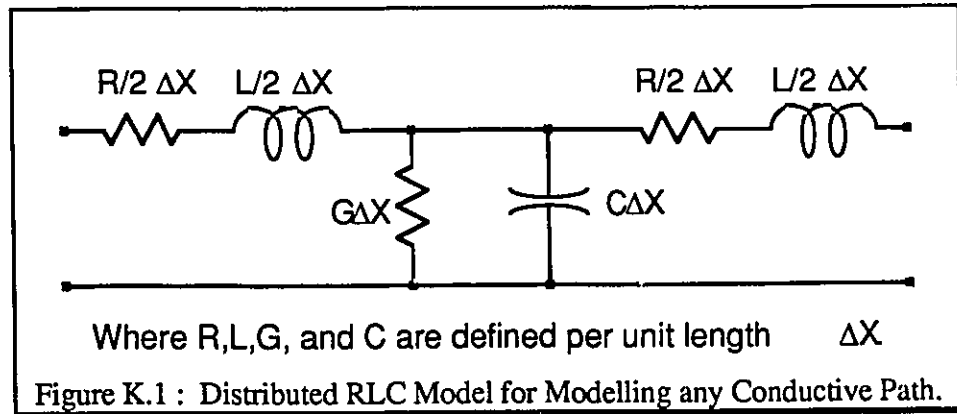 R/2 ΔX L/2 ΔX R/2 ΔX L/2 ΔX
GΔX CΔX
Where R,L,G, and C are defined per unit length ΔX
Figure K.1 : Distributed RLC Model for Modelling any Conductive Path.